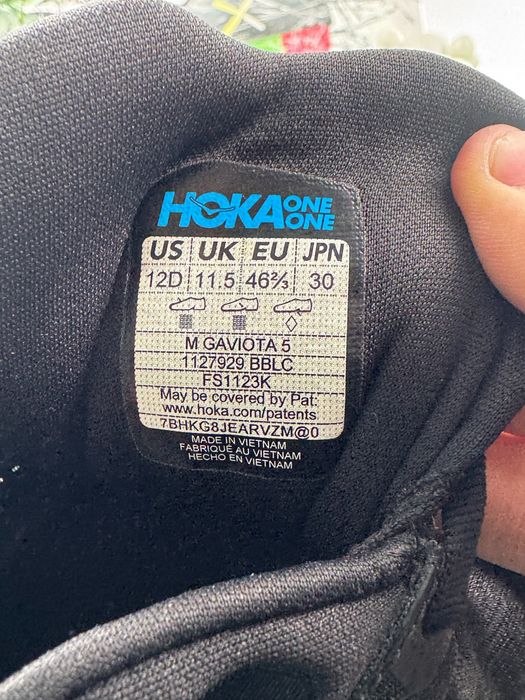 HOKA ONE ONE
US UK EU JPN
12D 11.5 46⅔ 30
M GAVIOTA 5
1127929 BBLC
FS1123K
May be covered by Pat:
www.hoka.com/patents
7BHKG8JEARVZM@0
MADE IN VIETNAM
FABRIQUÉ AU VIETNAM
HECHO EN VIETNAM